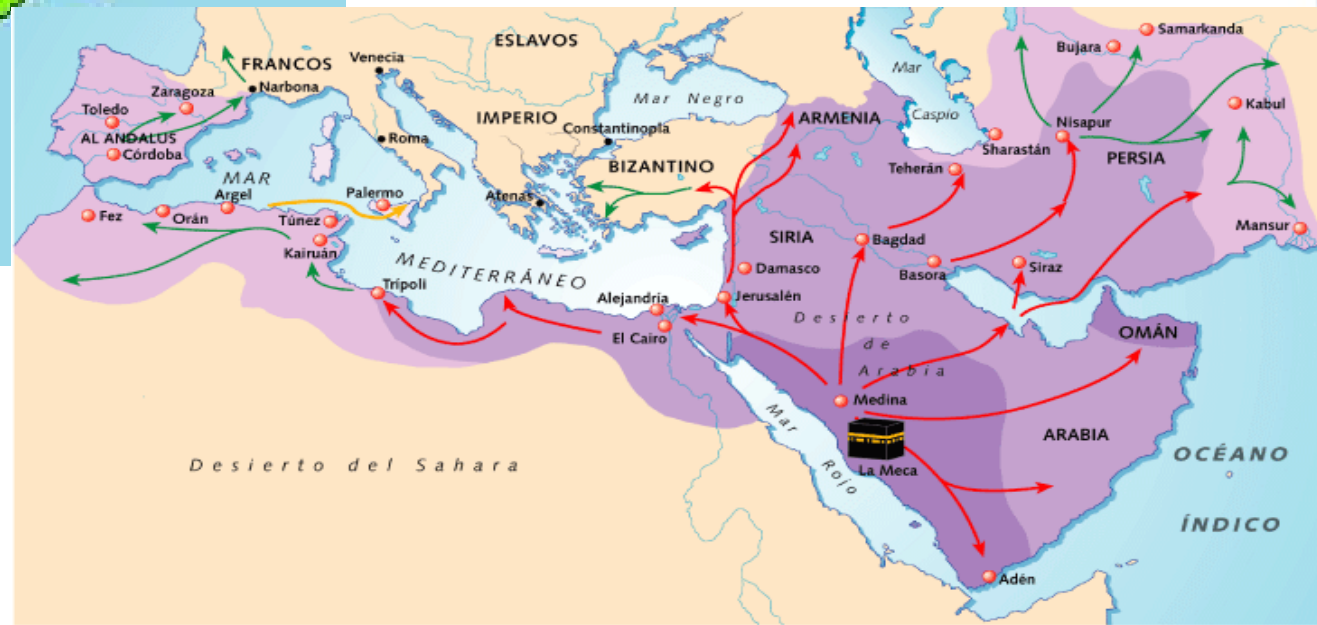 ESLAVOS
Samarkanda
Bujara
Venecia
FRANCOS
Mar
Caspio
Zaragoza
Narbona
Mar Negro
Kabul
Toledo
IMPERIO
ARMENIA
Constantinopla
Nisapur
AL ANDALUS
Roma
Sharastán
Córdoba
BIZANTINO
PERSIA
Teherán
MAR
Argel
Palermo
Atenas
Fez
Orán
Túnez
Mansur
SIRIA
Bagdad
Kairuán
MEDITERRÁNEO
Damasco
Basora
Siraz
Trípoli
Alejandría
Jerusalén
Desierto
de
Arabia
El Cairo
OMÁN
Medina
Mar
Rojo
ARABIA
La Meca
Desierto del Sahara
OCÉANO
ÍNDICO
Adén